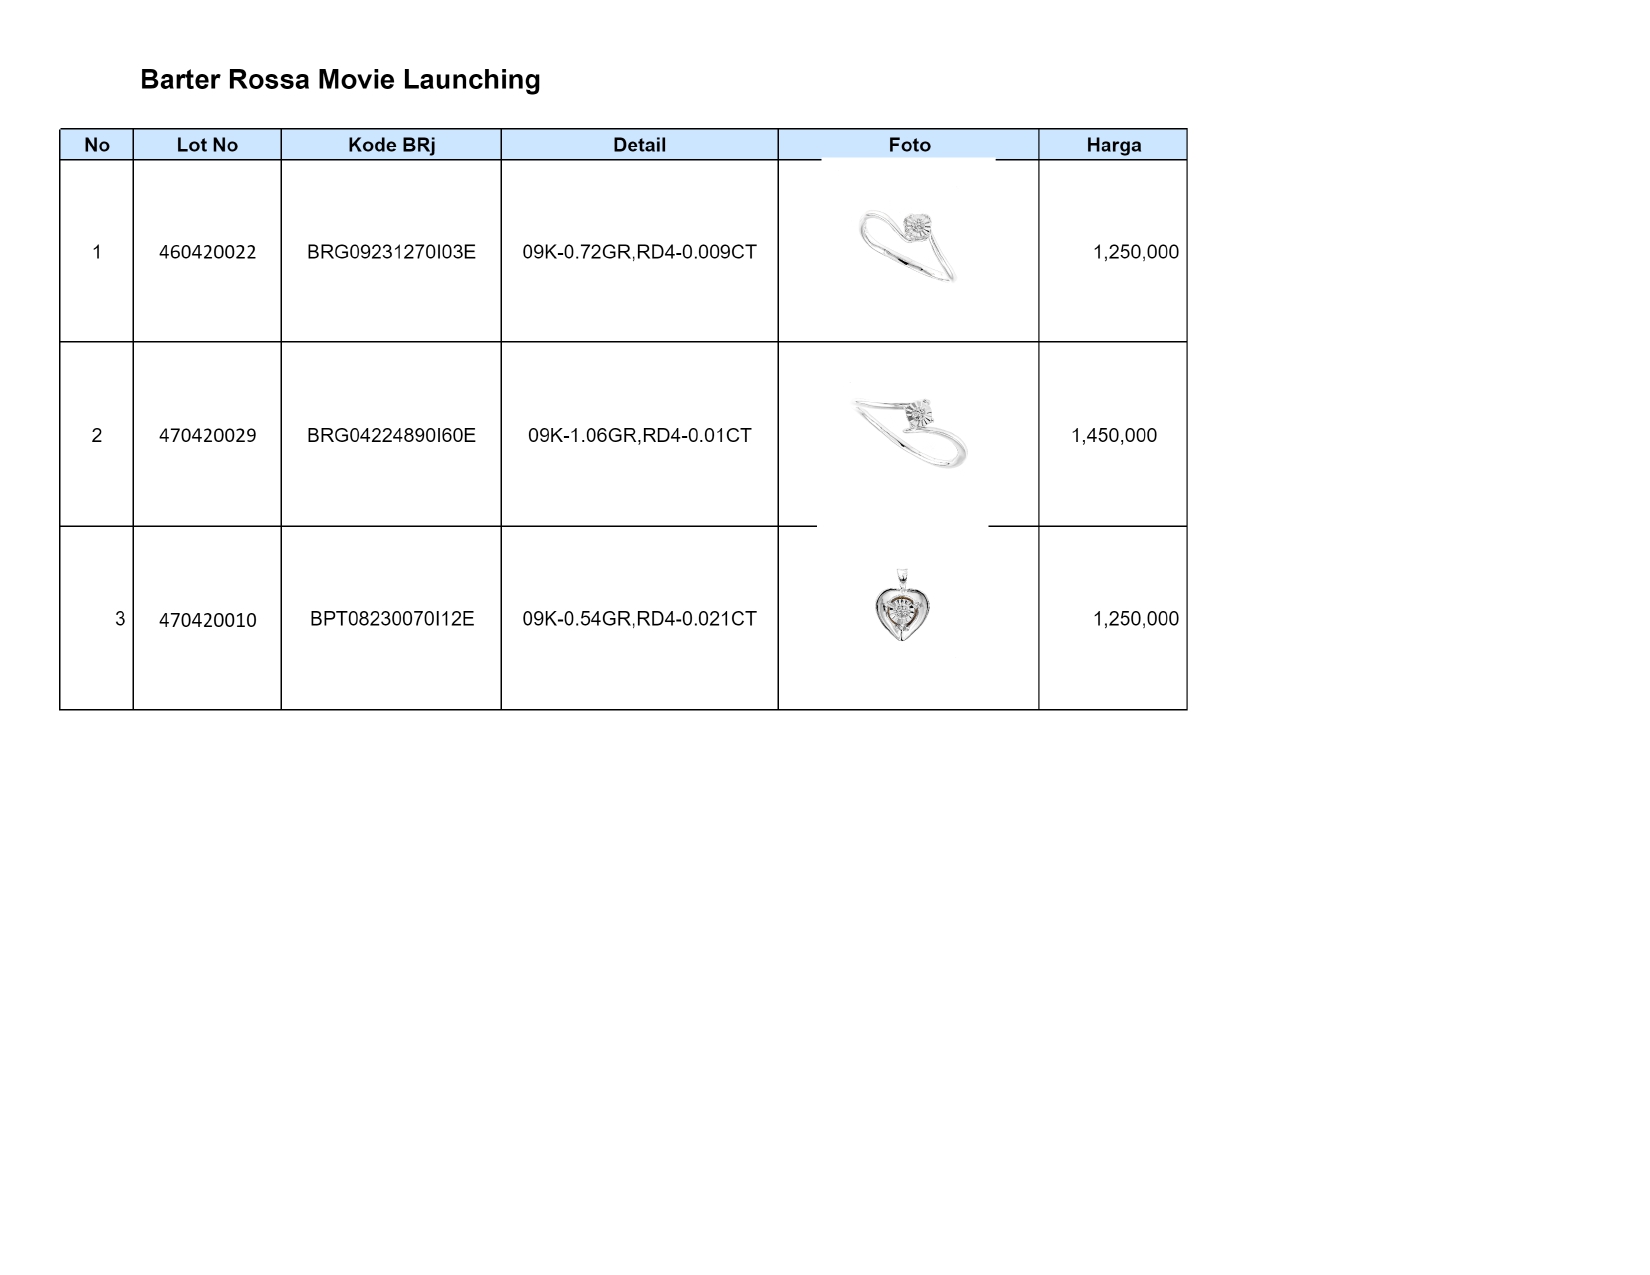 Barter Rossa Movie Launching
No Lot No Kode BRj Detail Foto Harga
1 460420022 BRG09231270I03E 09K-0.72GR,RD4-0.009CT 1,250,000
2 470420029 BRG04224890I60E 09K-1.06GR,RD4-0.01CT 1,450,000
3 470420010 BPT08230070I12E 09K-0.54GR,RD4-0.021CT 1,250,000